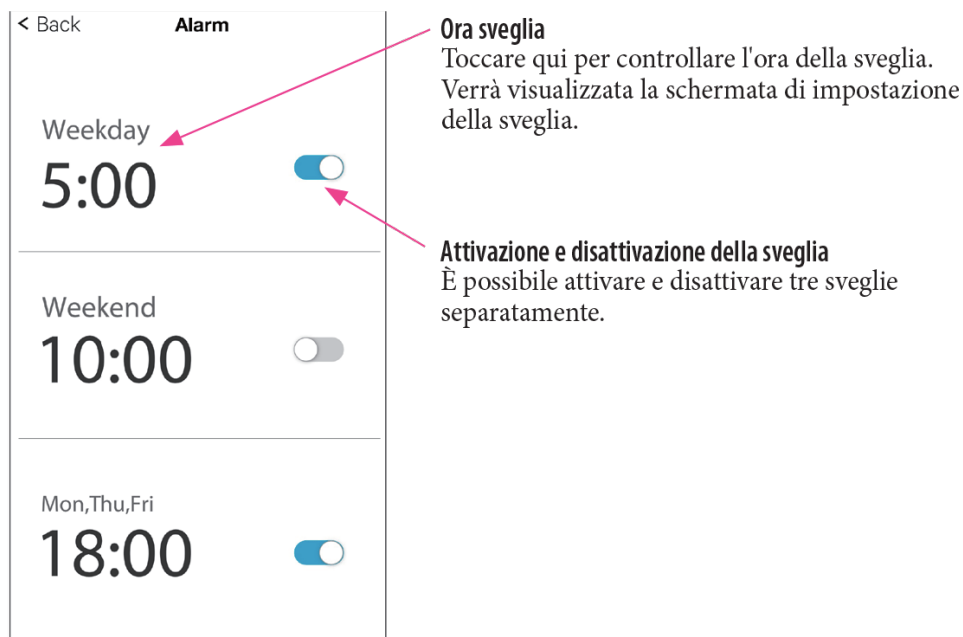 < Back Alarm
Weekday
5:00
Weekend
10:00
Mon,Thu,Fri
18:00
Ora sveglia
Toccare qui per controllare l'ora della sveglia.
Verrà visualizzata la schermata di impostazione
della sveglia.
Attivazione e disattivazione della sveglia
È possibile attivare e disattivare tre sveglie
separatamente.